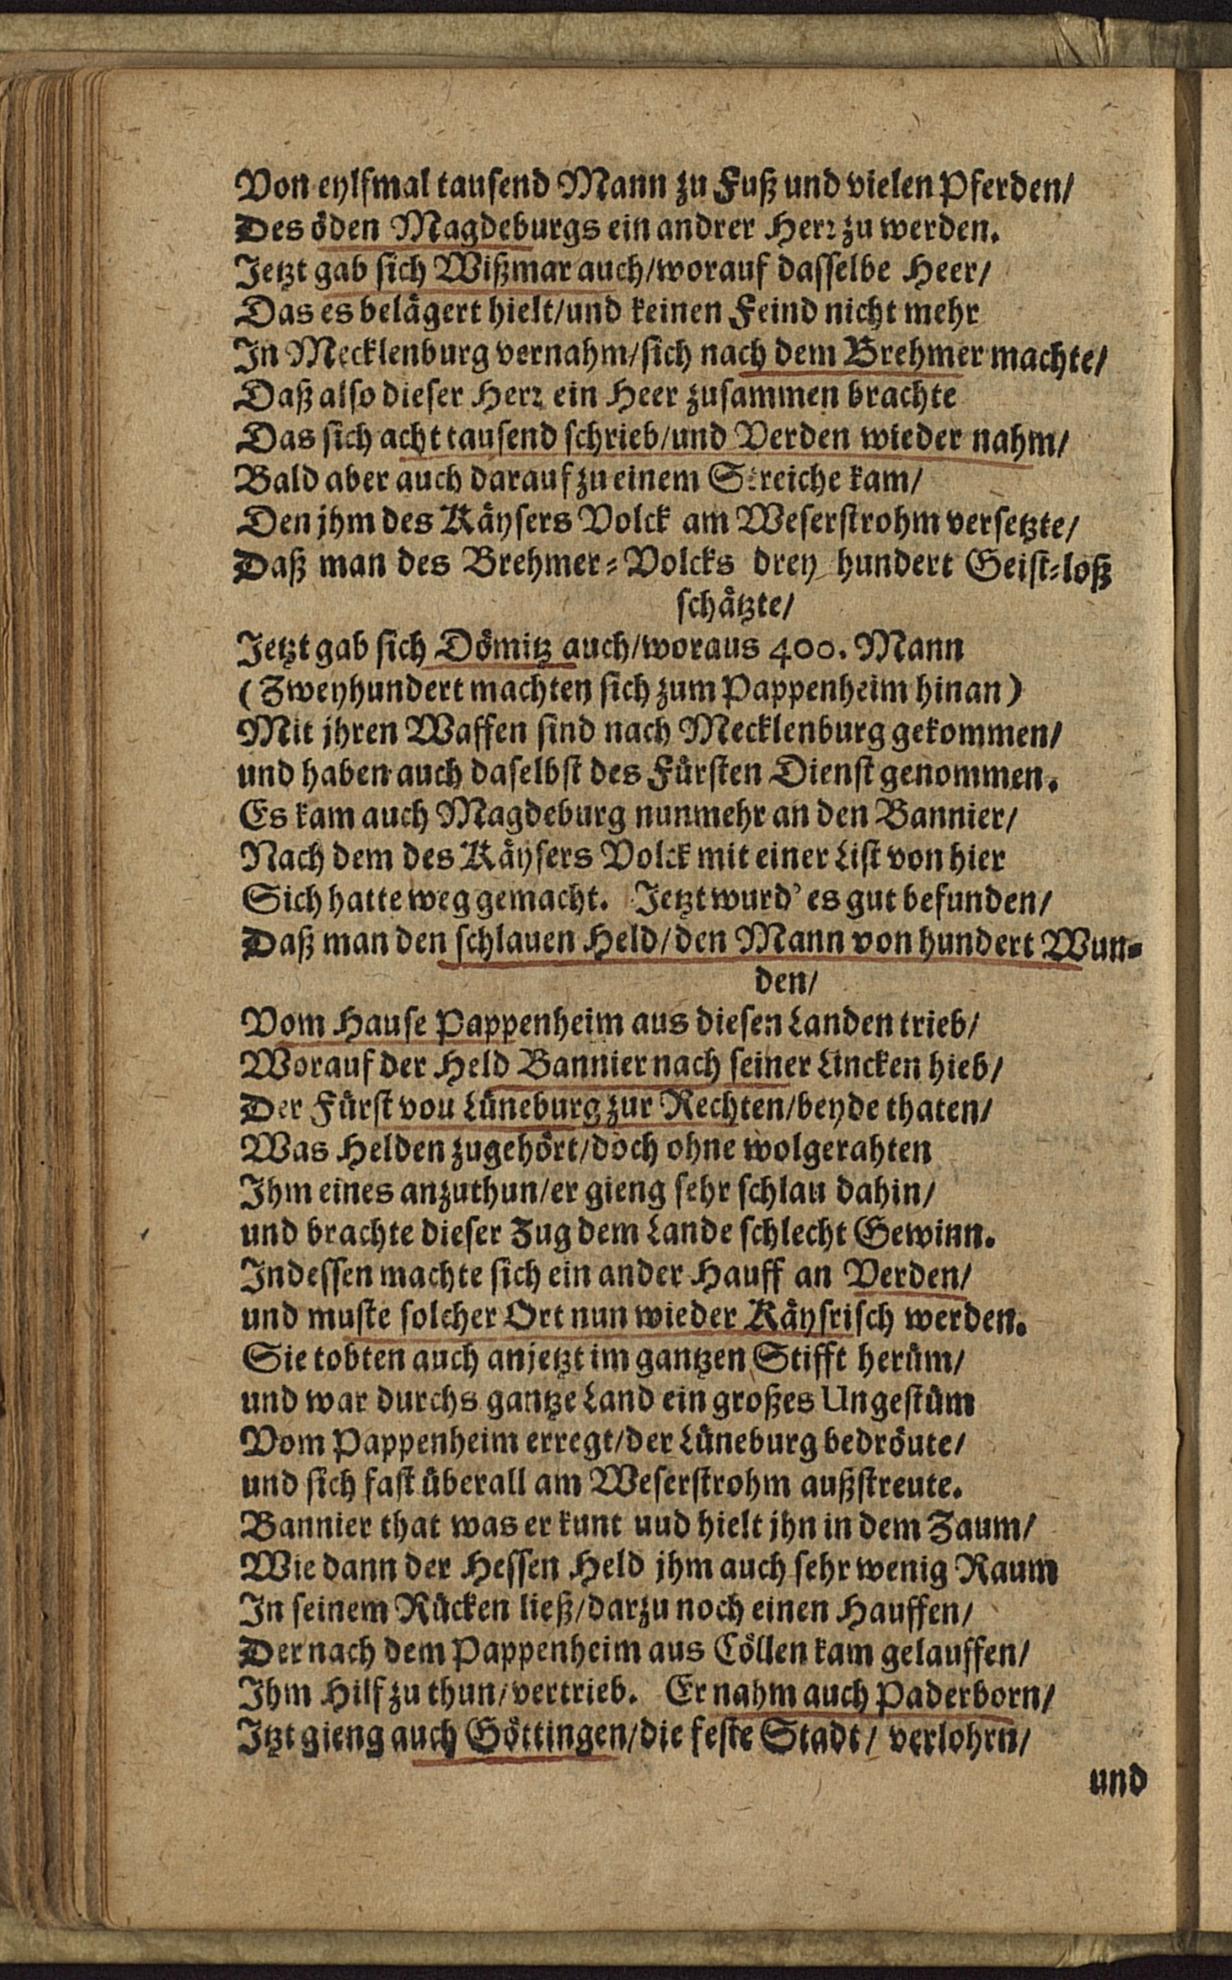 Von eylfmal tausend Mann zu Fuß und vielen Pferden/
Des öden Magdeburgs ein andrer Herr zu werden.
Jetzt gab sich Wißmar auch/worauf dasselbe Heer/
Das es belägert hielt/und keinen Feind nicht mehr
In Mecklenburg vernahm/sich nach dem Brehmer machte/
Daß also dieser Herr ein Heer zusammen brachte
Das sich acht tausend schrieb/und Verden wieder nahm/
Bald aber auch darauf zu einem Streiche kam/
Den jhm des Käysers Volck am Weserstrohm versetzte/
Daß man des Brehmer-Volcks drey hundert Geist-loß
schätzte/
Jetzt gab sich Dömitz auch/woraus 400. Mann
(Zweyhundert machten sich zum Pappenheim hinan)
Mit jhren Waffen sind nach Mecklenburg gekommen/
und haben auch daselbst des Fürsten Dienst genommen.
Es kam auch Magdeburg nunmehr an den Bannier/
Nach dem des Käysers Volck mit einer List von hier
Sich hatte weg gemacht. Jetzt wurd' es gut befunden/
Daß man den schlauen Held/den Mann von hundert Wun-
den/
Vom Hause Pappenheim aus diesen Landen trieb/
Worauf der Held Bannier nach seiner Lincken hieb/
Der Fürst vou Lüneburg zur Rechten/beyde thaten/
Was Helden zugehört/doch ohne wolgerahten
Ihm eines anzuthun/er gieng sehr schlau dahin/
und brachte dieser Zug dem Lande schlecht Gewinn.
Indessen machte sich ein ander Hauff an Verden/
und muste solcher Ort nun wieder Käysrisch werden.
Sie tobten auch anjetzt im gantzen Stifft herüm/
und war durchs gantze Land ein großes Ungestüm
Vom Pappenheim erregt/der Lüneburg bedröute/
und sich fast überall am Weserstrohm außstreute.
Bannier that was er kunt uud hielt jhn in dem Zaum/
Wie dann der Hessen Held jhm auch sehr wenig Raum
In seinem Rücken ließ/darzu noch einen Hauffen/
Der nach dem Pappenheim aus Cöllen kam gelauffen/
Ihm Hilf zu thun/vertrieb. Er nahm auch Paderborn/
Itzt gieng auch Göttingen/die feste Stadt/ verlohrn/
und